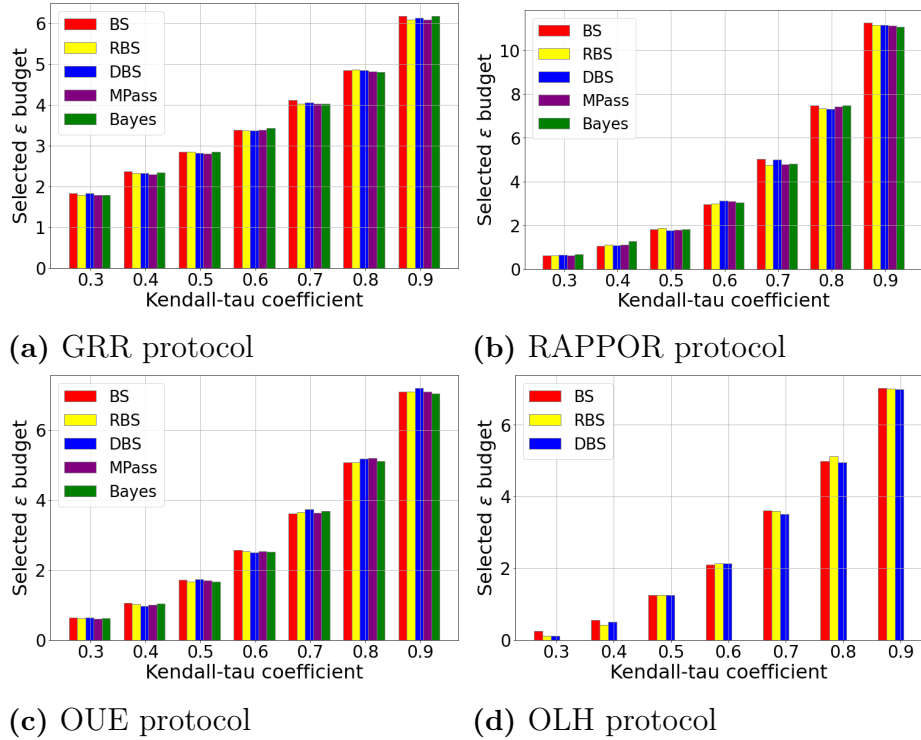 6
5
4
3
2
1
0
Selected ε budget
BS
RBS
DBS
MPass
Bayes
0.3 0.4 0.5 0.6 0.7 0.8 0.9
Kendall-tau coefficient
(a) GRR protocol
10
8
6
4
2
0
Selected ε budget
BS
RBS
DBS
MPass
Bayes
0.3 0.4 0.5 0.6 0.7 0.8 0.9
Kendall-tau coefficient
(b) RAPPOR protocol
6
4
2
0
Selected ε budget
BS
RBS
DBS
MPass
Bayes
0.3 0.4 0.5 0.6 0.7 0.8 0.9
Kendall-tau coefficient
(c) OUE protocol
6
4
2
0
Selected ε budget
BS
RBS
DBS
0.3 0.4 0.5 0.6 0.7 0.8 0.9
Kendall-tau coefficient
(d) OLH protocol